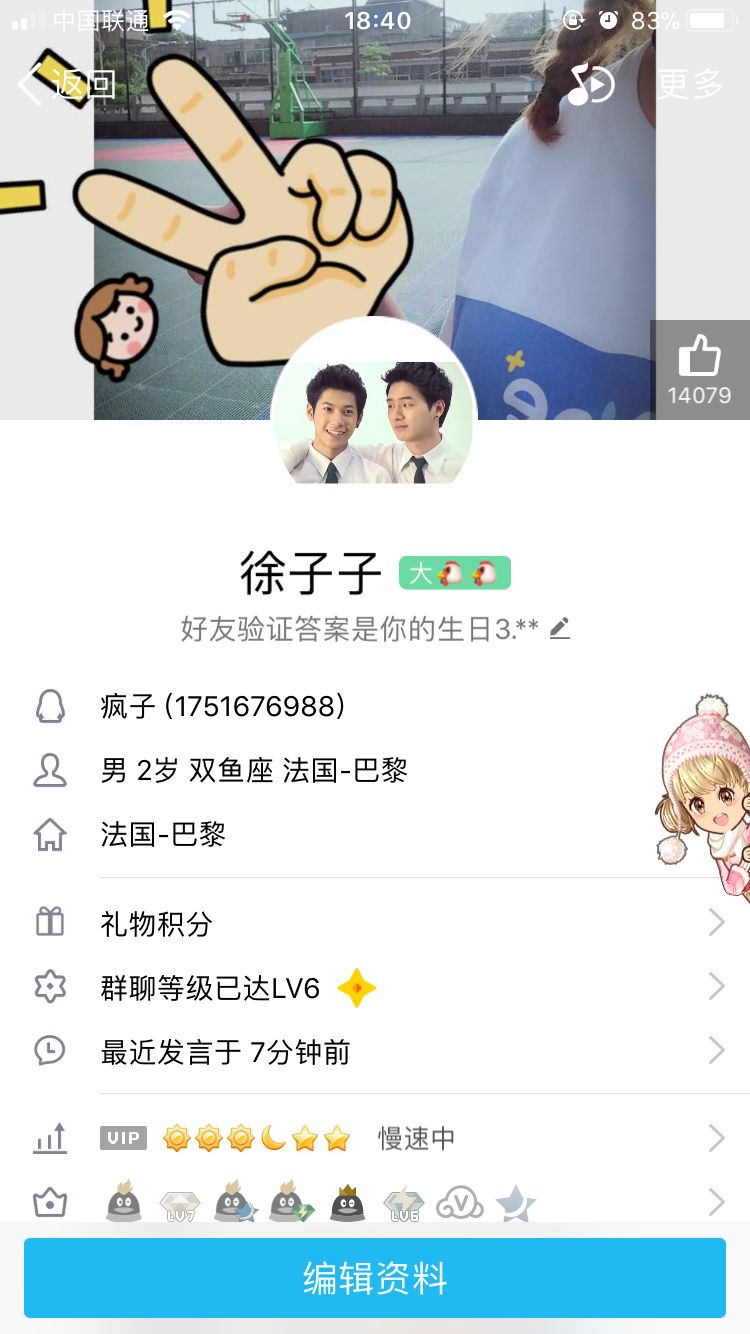 中国联通 18:40 83%
返回 更多
14079
徐子子 大🐔🐔
好友验证答案是你的生日3.**
疯子 (1751676988)
男 2岁 双鱼座 法国-巴黎
法国-巴黎
礼物积分
群聊等级已达LV6
最近发言于 7分钟前
VIP 慢速中
LV7 LV6 V
编辑资料